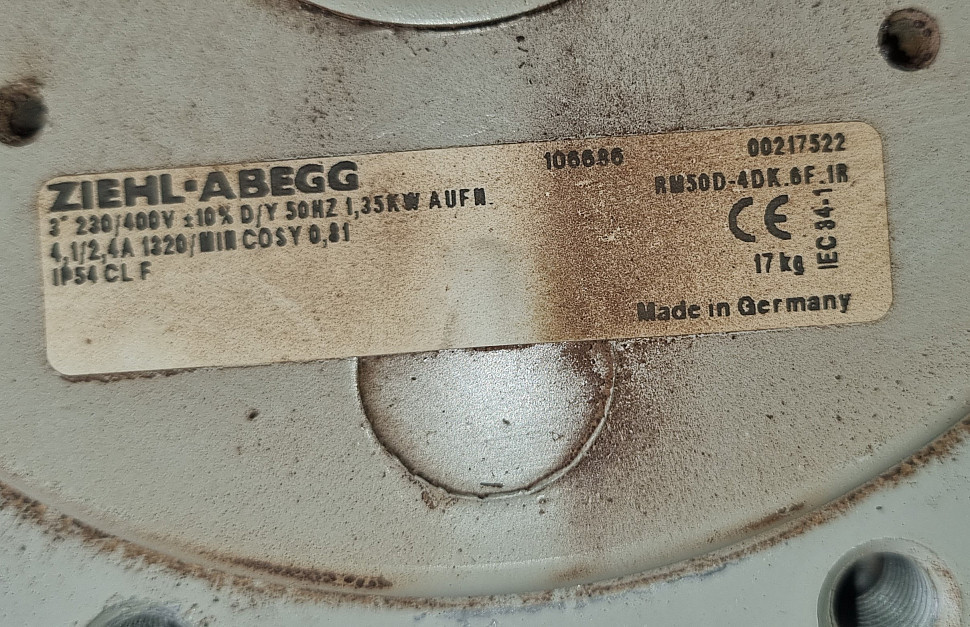 ZIEHL-ABEGG
106686
00217522
3~ 230/400V ±10% D/Y 50HZ 1,35KW AUFN.
RM50D-4DK.6F.1R
4,1/2,4A 1320/MIN COSY 0,81
IP54 CL F
CE
IEC 34-1
17 kg
Made in Germany